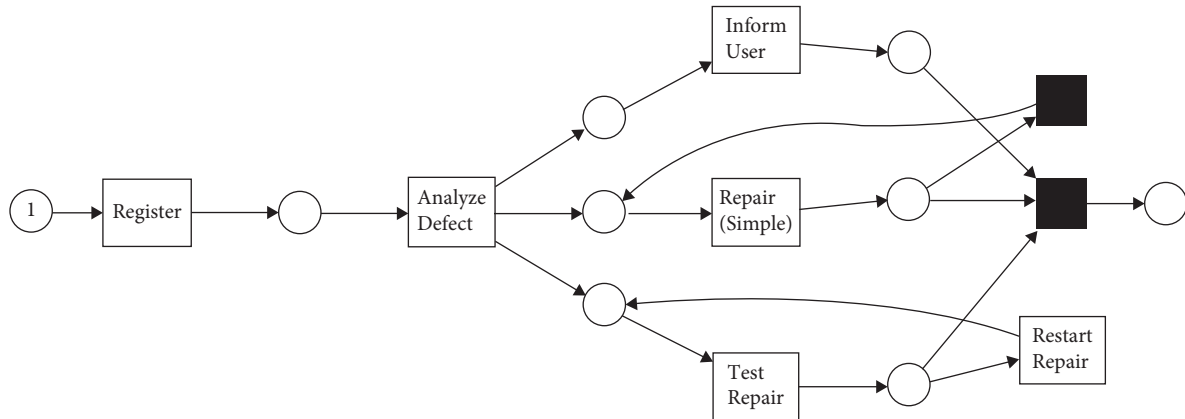 Inform
User
1
Register
Analyze
Defect
Repair
(Simple)
Test
Repair
Restart
Repair